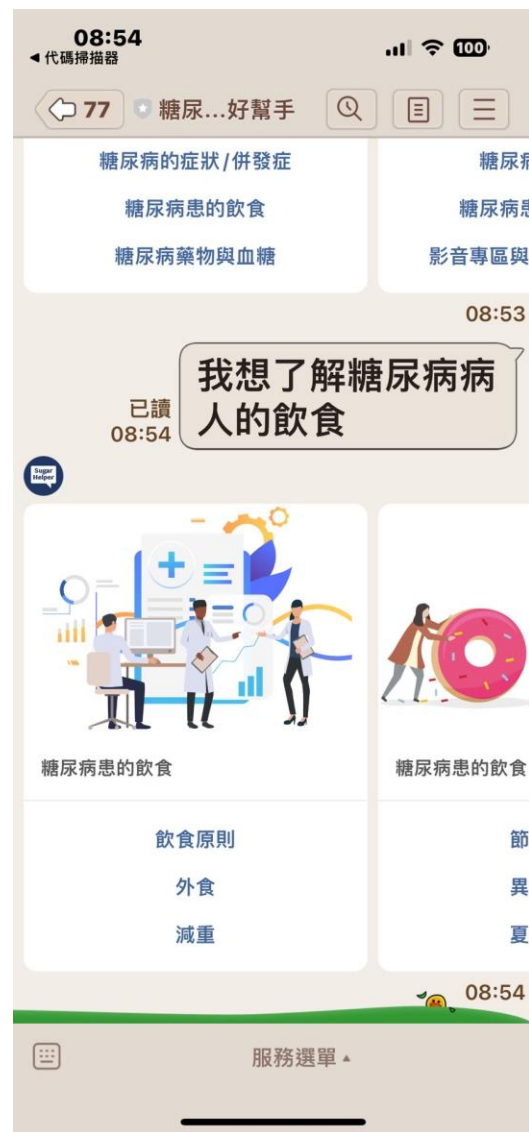 08:54
◀ 代碼掃描器
100
77
糖尿...好幫手
糖尿病的症狀/併發症
糖尿病患的飲食
糖尿病藥物與血糖
糖尿病
糖尿病患
影音專區與
08:53
我想了解糖尿病病
人的飲食
已讀
08:54
Sugar
Helper
糖尿病患的飲食
飲食原則
外食
減重
糖尿病患的飲食
節
異
夏
08:54
服務選單▲